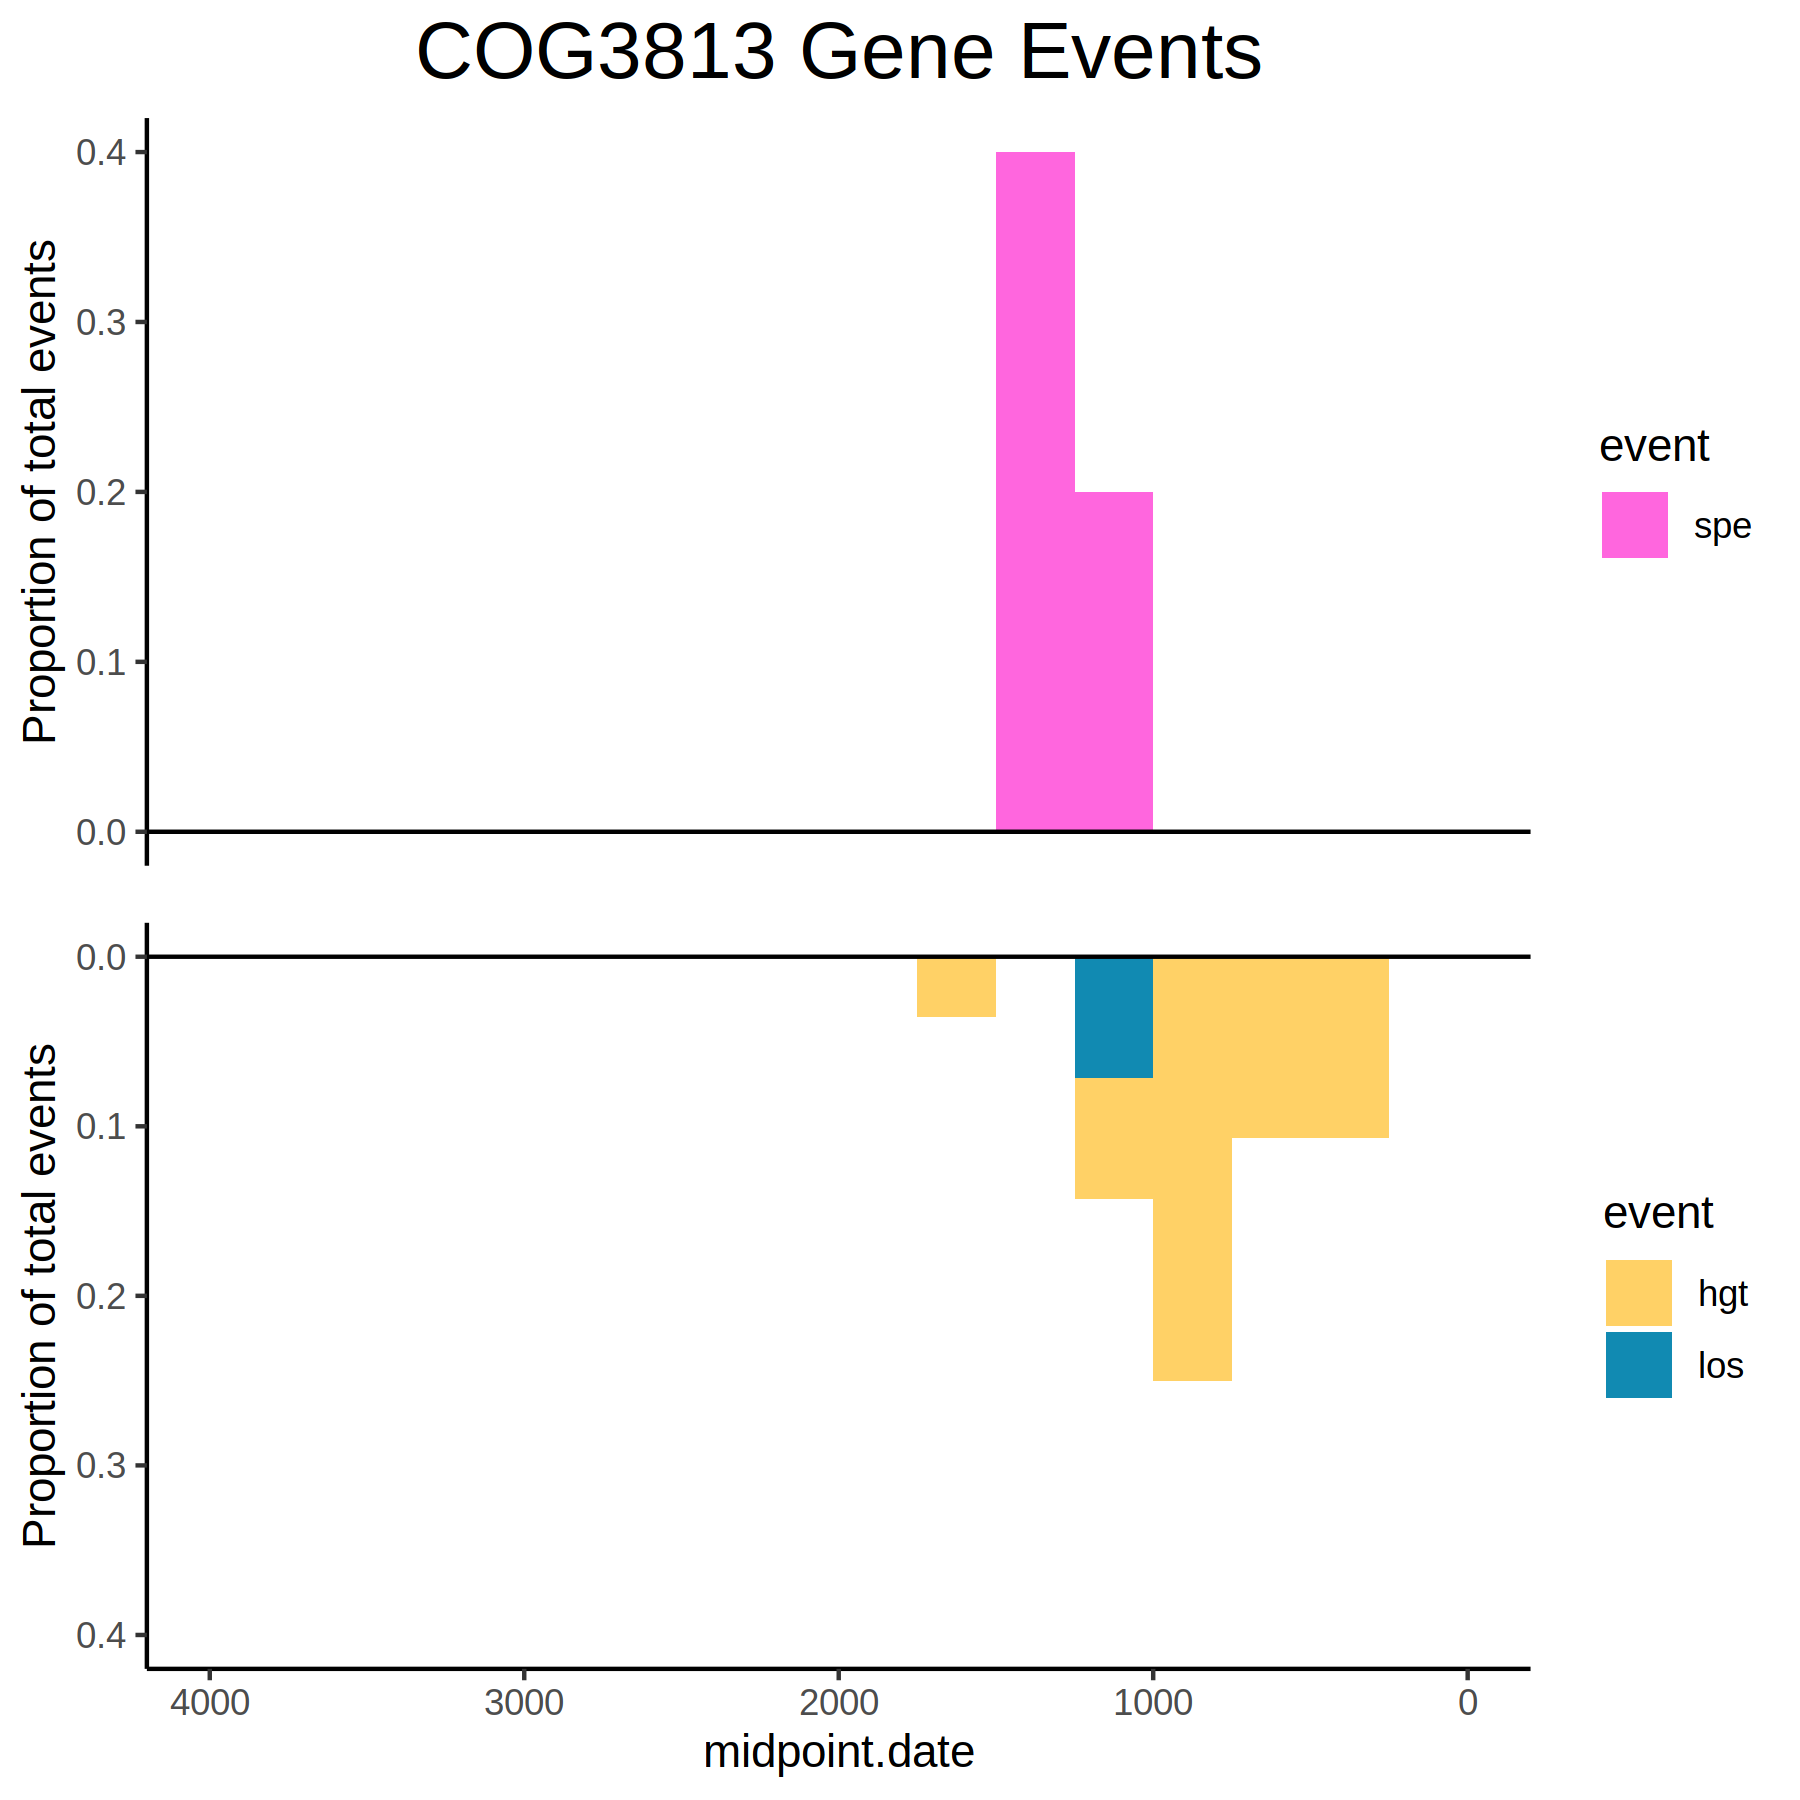 COG3813 Gene Events
Proportion of total events
0.4
0.3
0.2
0.1
0.0
event
spe
Proportion of total events
0.0
0.1
0.2
0.3
0.4
event
hgt
los
4000 3000 2000 1000 0
midpoint.date